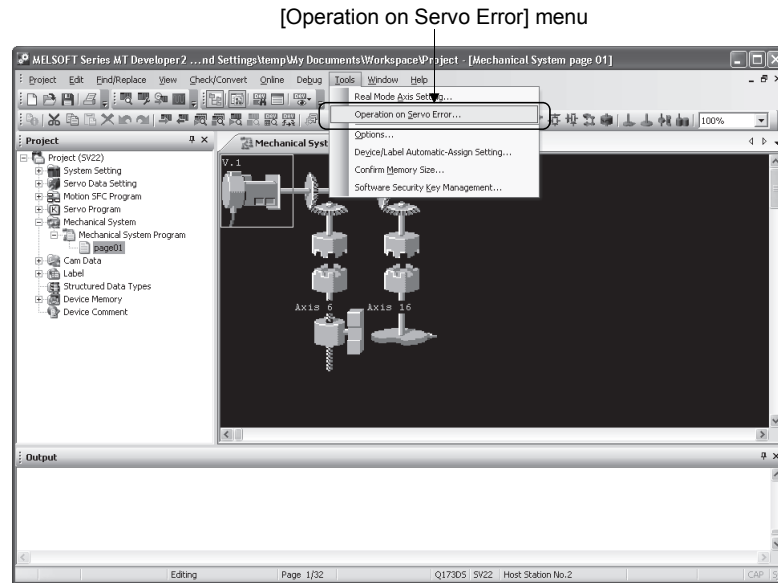 [Operation on Servo Error] menu
MELSOFT Series MT Developer2 ...nd Settings\temp\My Documents\Workspace\Project - [Mechanical System page 01]
Project Edit Find/Replace View Check/Convert Online Debug Tools Window Help
Real Mode Axis Setting...
Operation on Servo Error...
100%
Options...
Device/Label Automatic-Assign Setting...
Confirm Memory Size...
Software Security Key Management...
Project
Mechanical Syst
Project (SV22)
System Setting
Servo Data Setting
Motion SFC Program
Servo Program
Mechanical System
Mechanical System Program
page01
Cam Data
Label
Structured Data Types
Device Memory
Device Comment
V.1
Axis 6 Axis 16
Output
Editing Page 1/32 Q173DS SV22 Host Station No.2 CAP